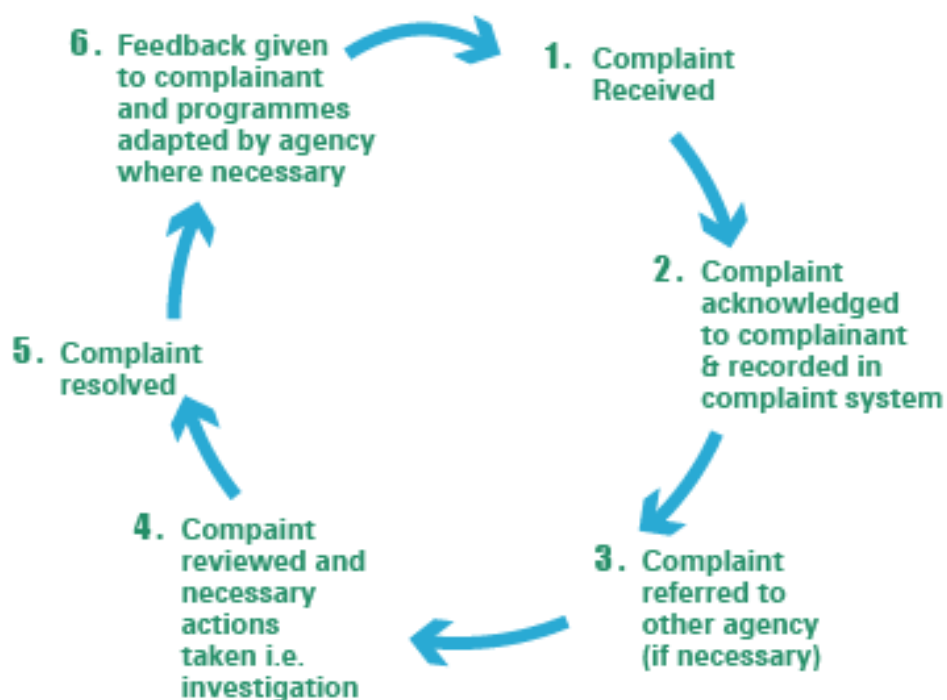 1. Complaint
Received
2. Complaint
acknowledged
to complainant
& recorded in
complaint system
3. Complaint
referred to
other agency
(if necessary)
4. Compaint
reviewed and
necessary
actions
taken i.e.
investigation
5. Complaint
resolved
6. Feedback given
to complainant
and programmes
adapted by agency
where necessary